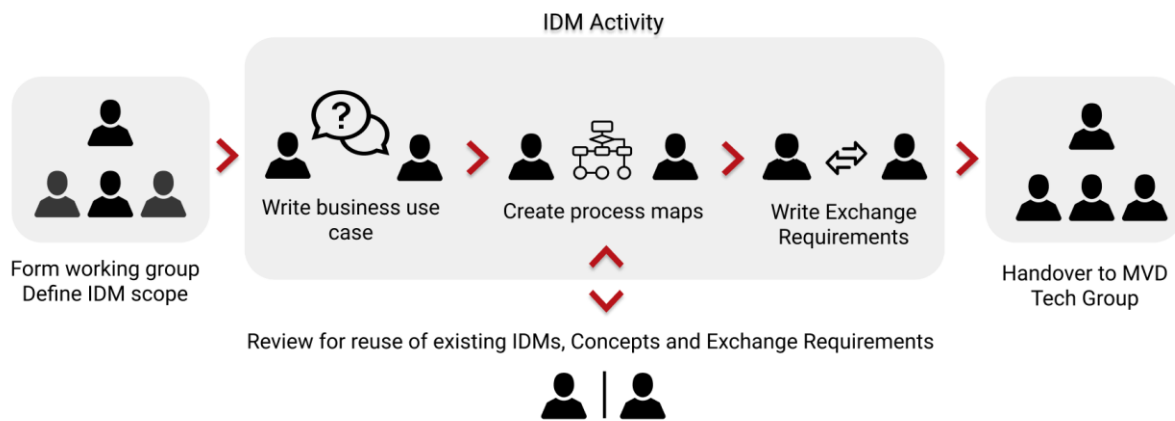 IDM Activity
?
Write business use
case
Create process maps
Write Exchange
Requirements
Form working group
Define IDM scope
Handover to MVD
Tech Group
Review for reuse of existing IDMs, Concepts and Exchange Requirements